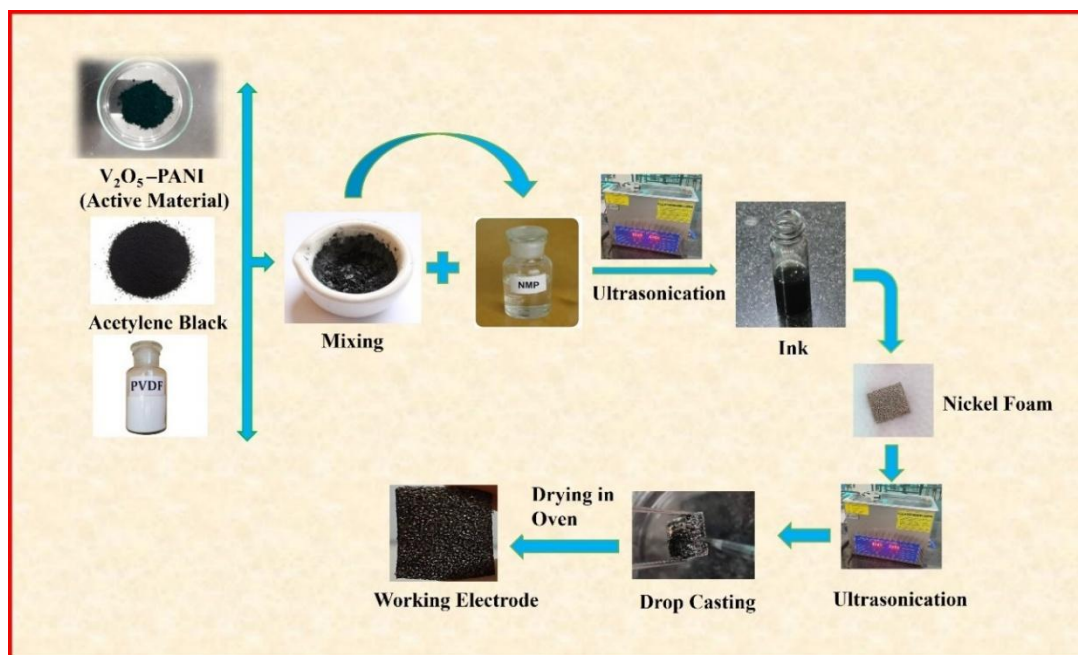 V₂O₅ –PANI
(Active Material)
Acetylene Black
PVDF
Mixing
NMP
Ultrasonication
Ink
Nickel Foam
Ultrasonication
Drop Casting
Drying in
Oven
Working Electrode